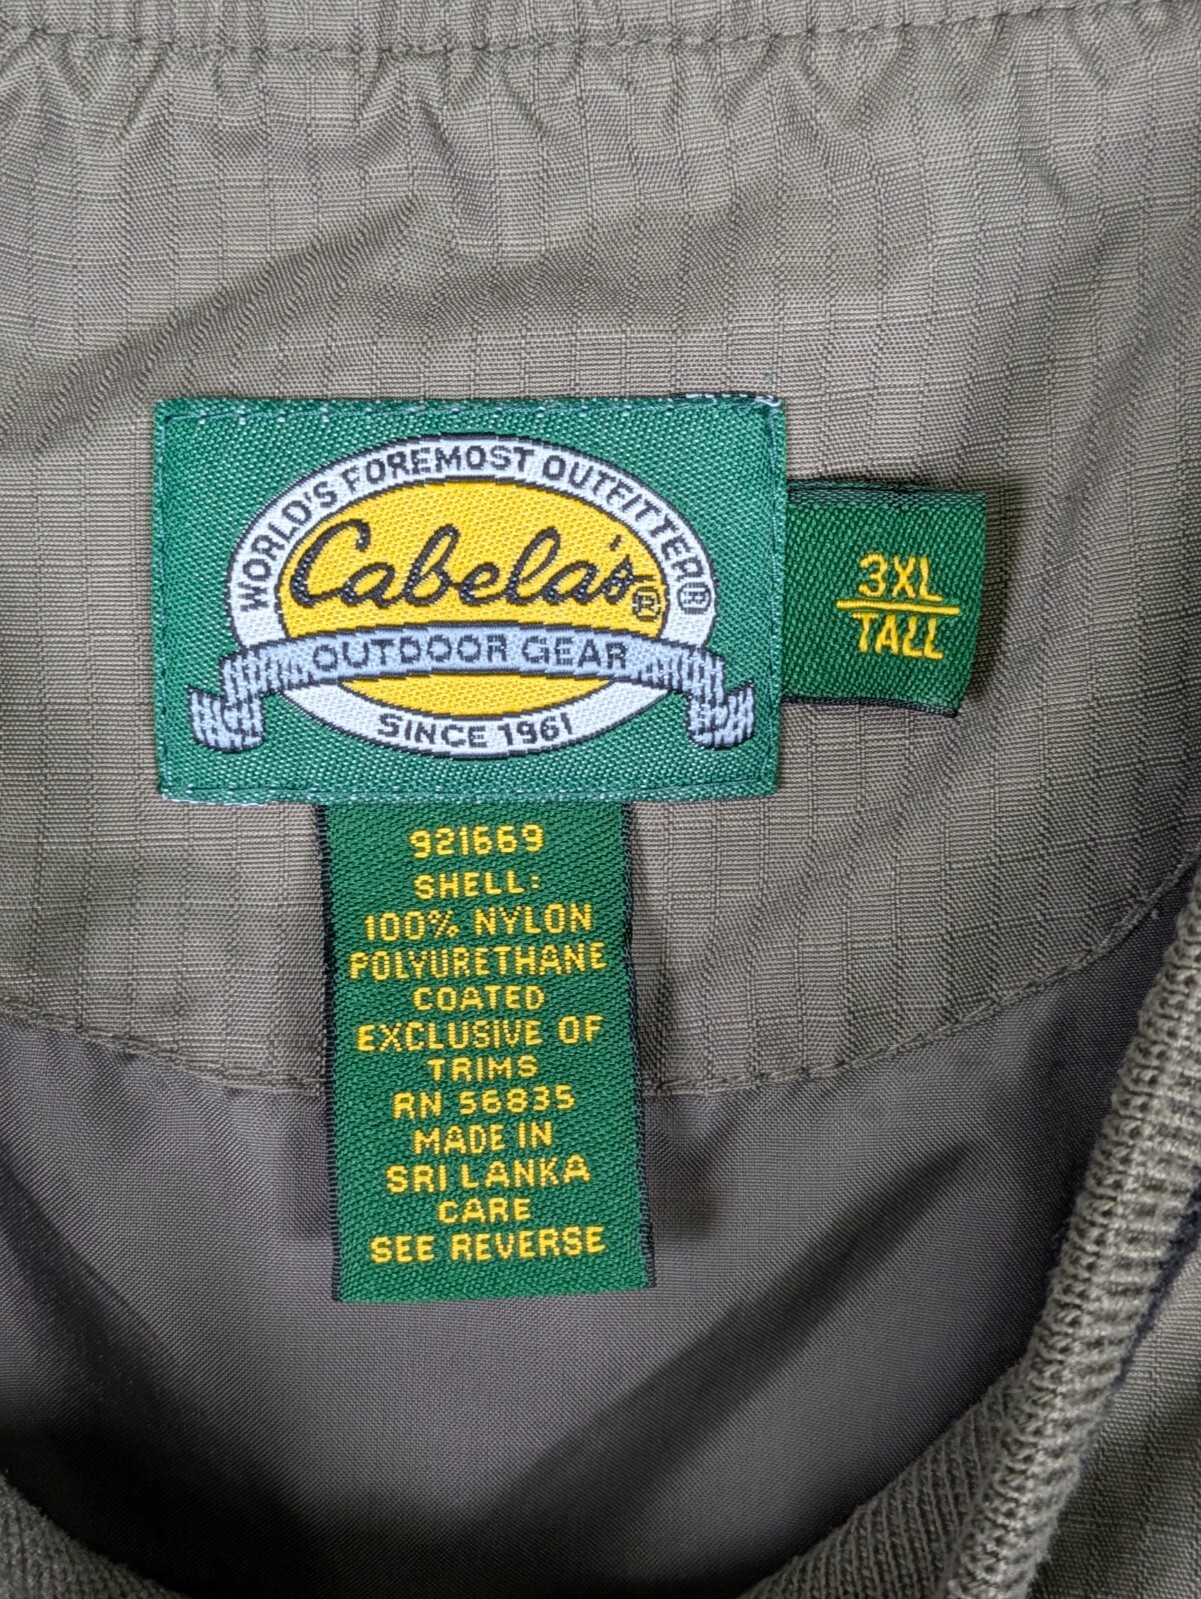 WORLD'S FOREMOST OUTFITTER®
Cabela's®
OUTDOOR GEAR
SINCE 1961
3XL
TALL
921669
SHELL:
100% NYLON
POLYURETHANE
COATED
EXCLUSIVE OF
TRIMS
RN 56835
MADE IN
SRI LANKA
CARE
SEE REVERSE